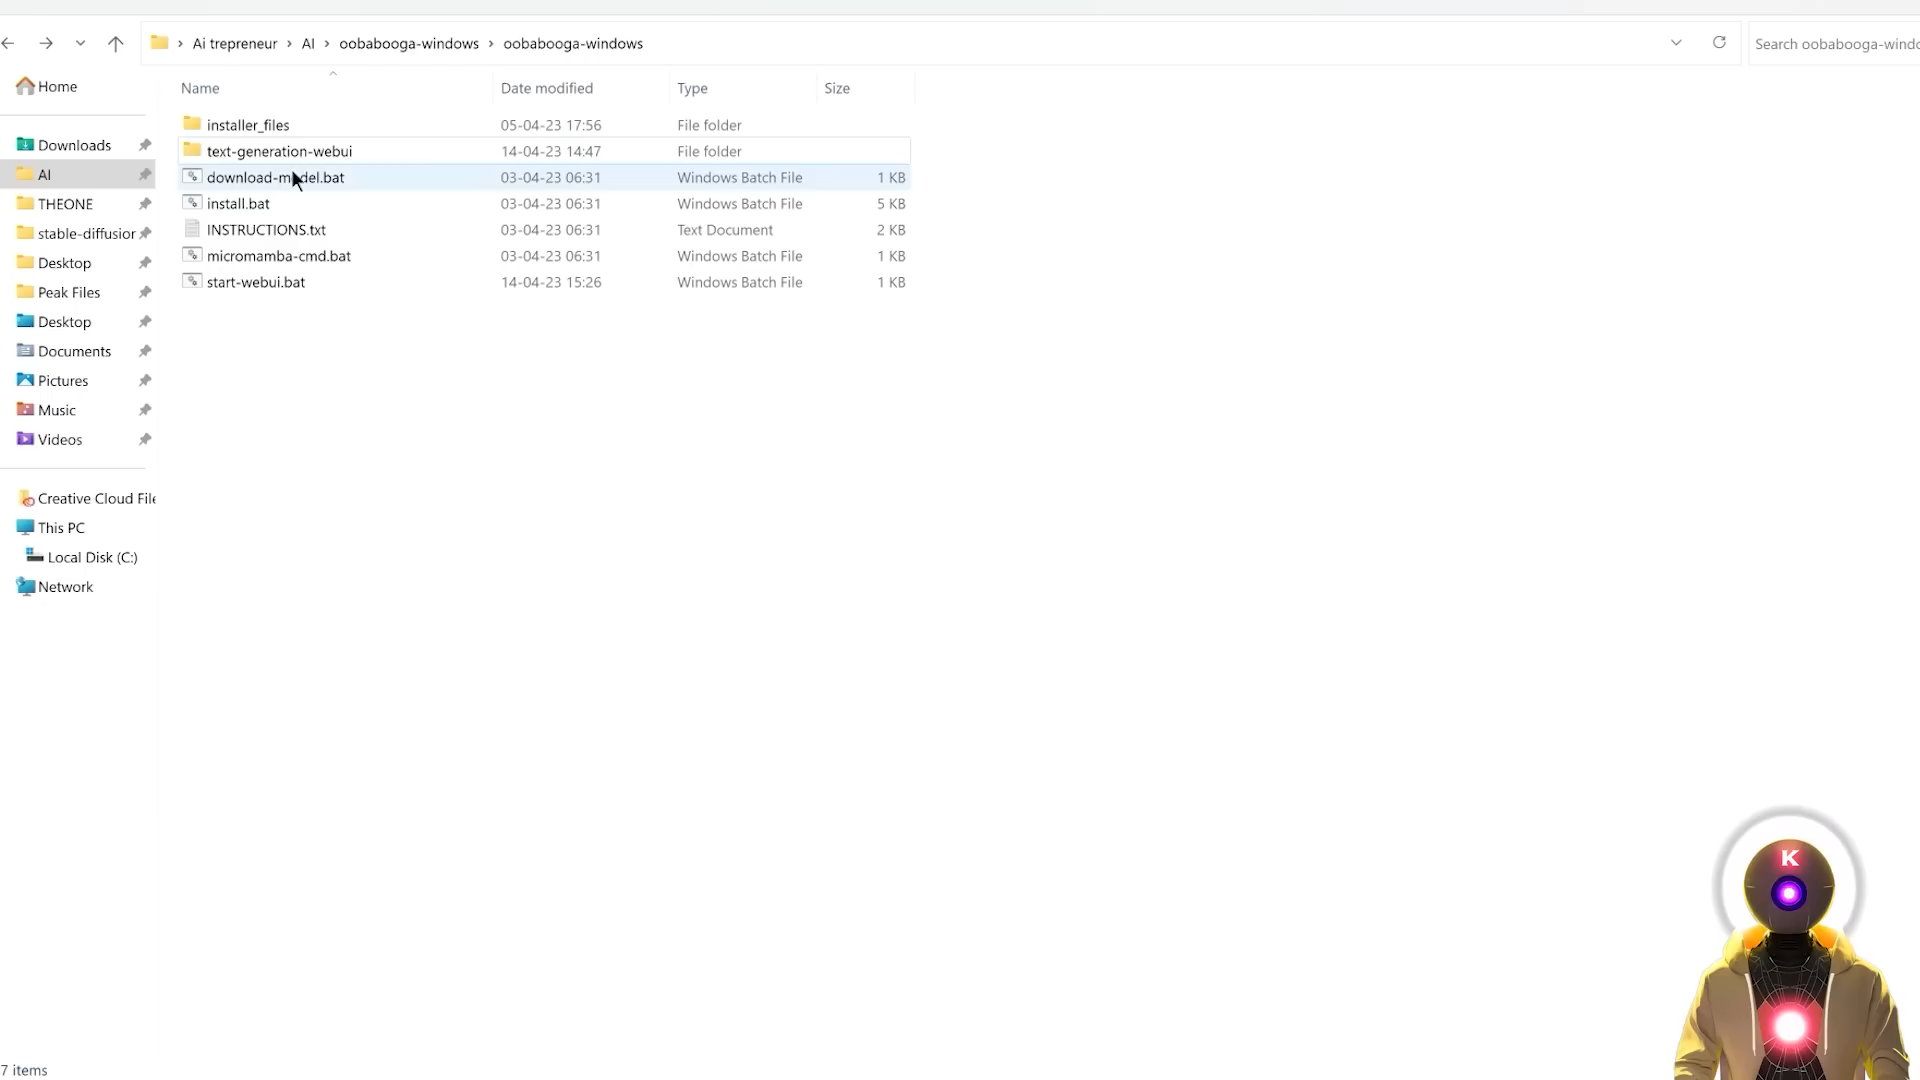 Ai trepreneur > AI > oobabooga-windows > oobabooga-windows
Search oobabooga-windo
Home
Downloads
AI
THEONE
stable-diffusior
Desktop
Peak Files
Desktop
Documents
Pictures
Music
Videos
Creative Cloud File
This PC
Local Disk (C:)
Network
Name Date modified Type Size
installer_files 05-04-23 17:56 File folder
text-generation-webui 14-04-23 14:47 File folder
download-model.bat 03-04-23 06:31 Windows Batch File 1 KB
install.bat 03-04-23 06:31 Windows Batch File 5 KB
INSTRUCTIONS.txt 03-04-23 06:31 Text Document 2 KB
micromamba-cmd.bat 03-04-23 06:31 Windows Batch File 1 KB
start-webui.bat 14-04-23 15:26 Windows Batch File 1 KB
K
7 items